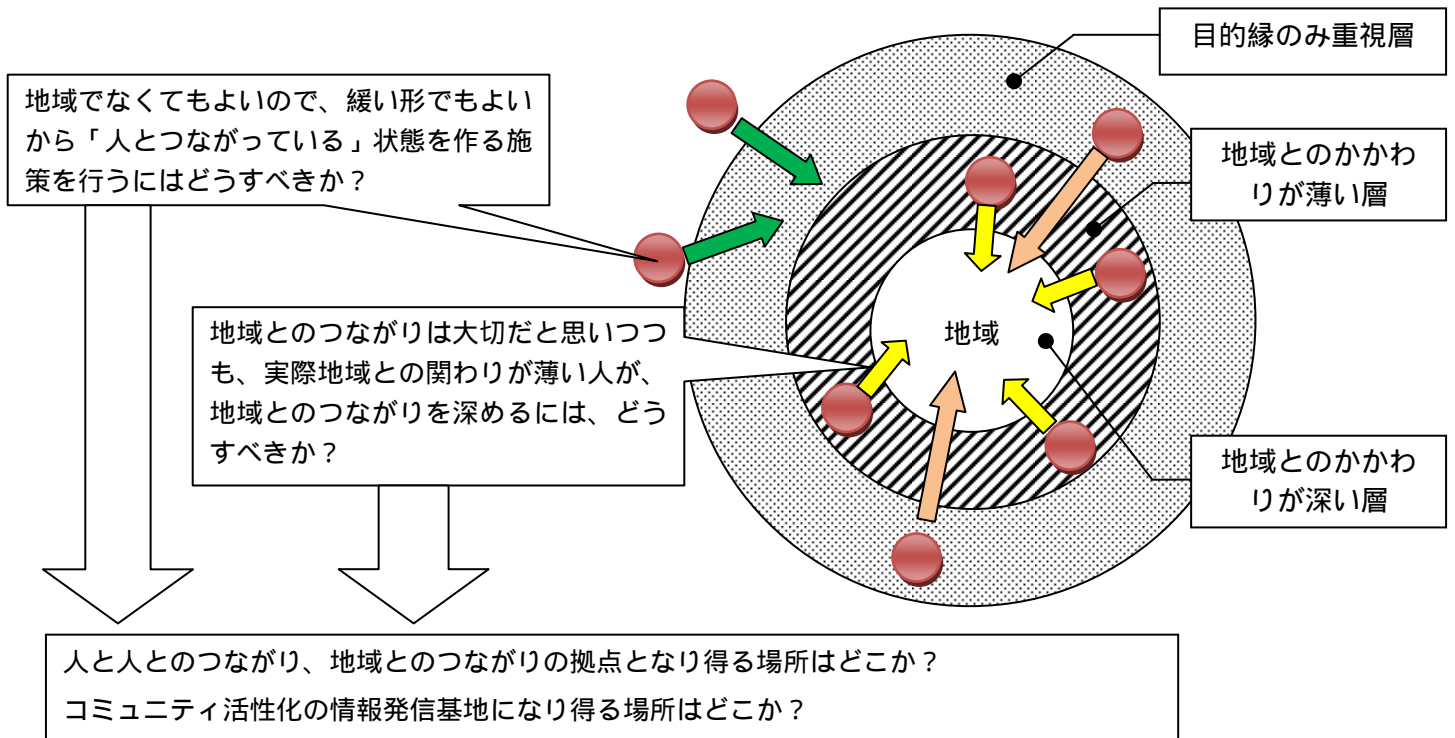 目的縁のみ重視層
地域でなくてもよいので、緩い形でもよい
から「人とつながっている」状態を作る施
策を行うにはどうすべきか？
地域とのかかわ
りが薄い層
地域とのつながりは大切だと思いつつ
も、実際地域との関わりが薄い人が、
地域とのつながりを深めるには、どう
すべきか？
地域
地域とのかかわ
りが深い層
人と人とのつながり、地域とのつながりの拠点となり得る場所はどこか？
コミュニティ活性化の情報発信基地になり得る場所はどこか？